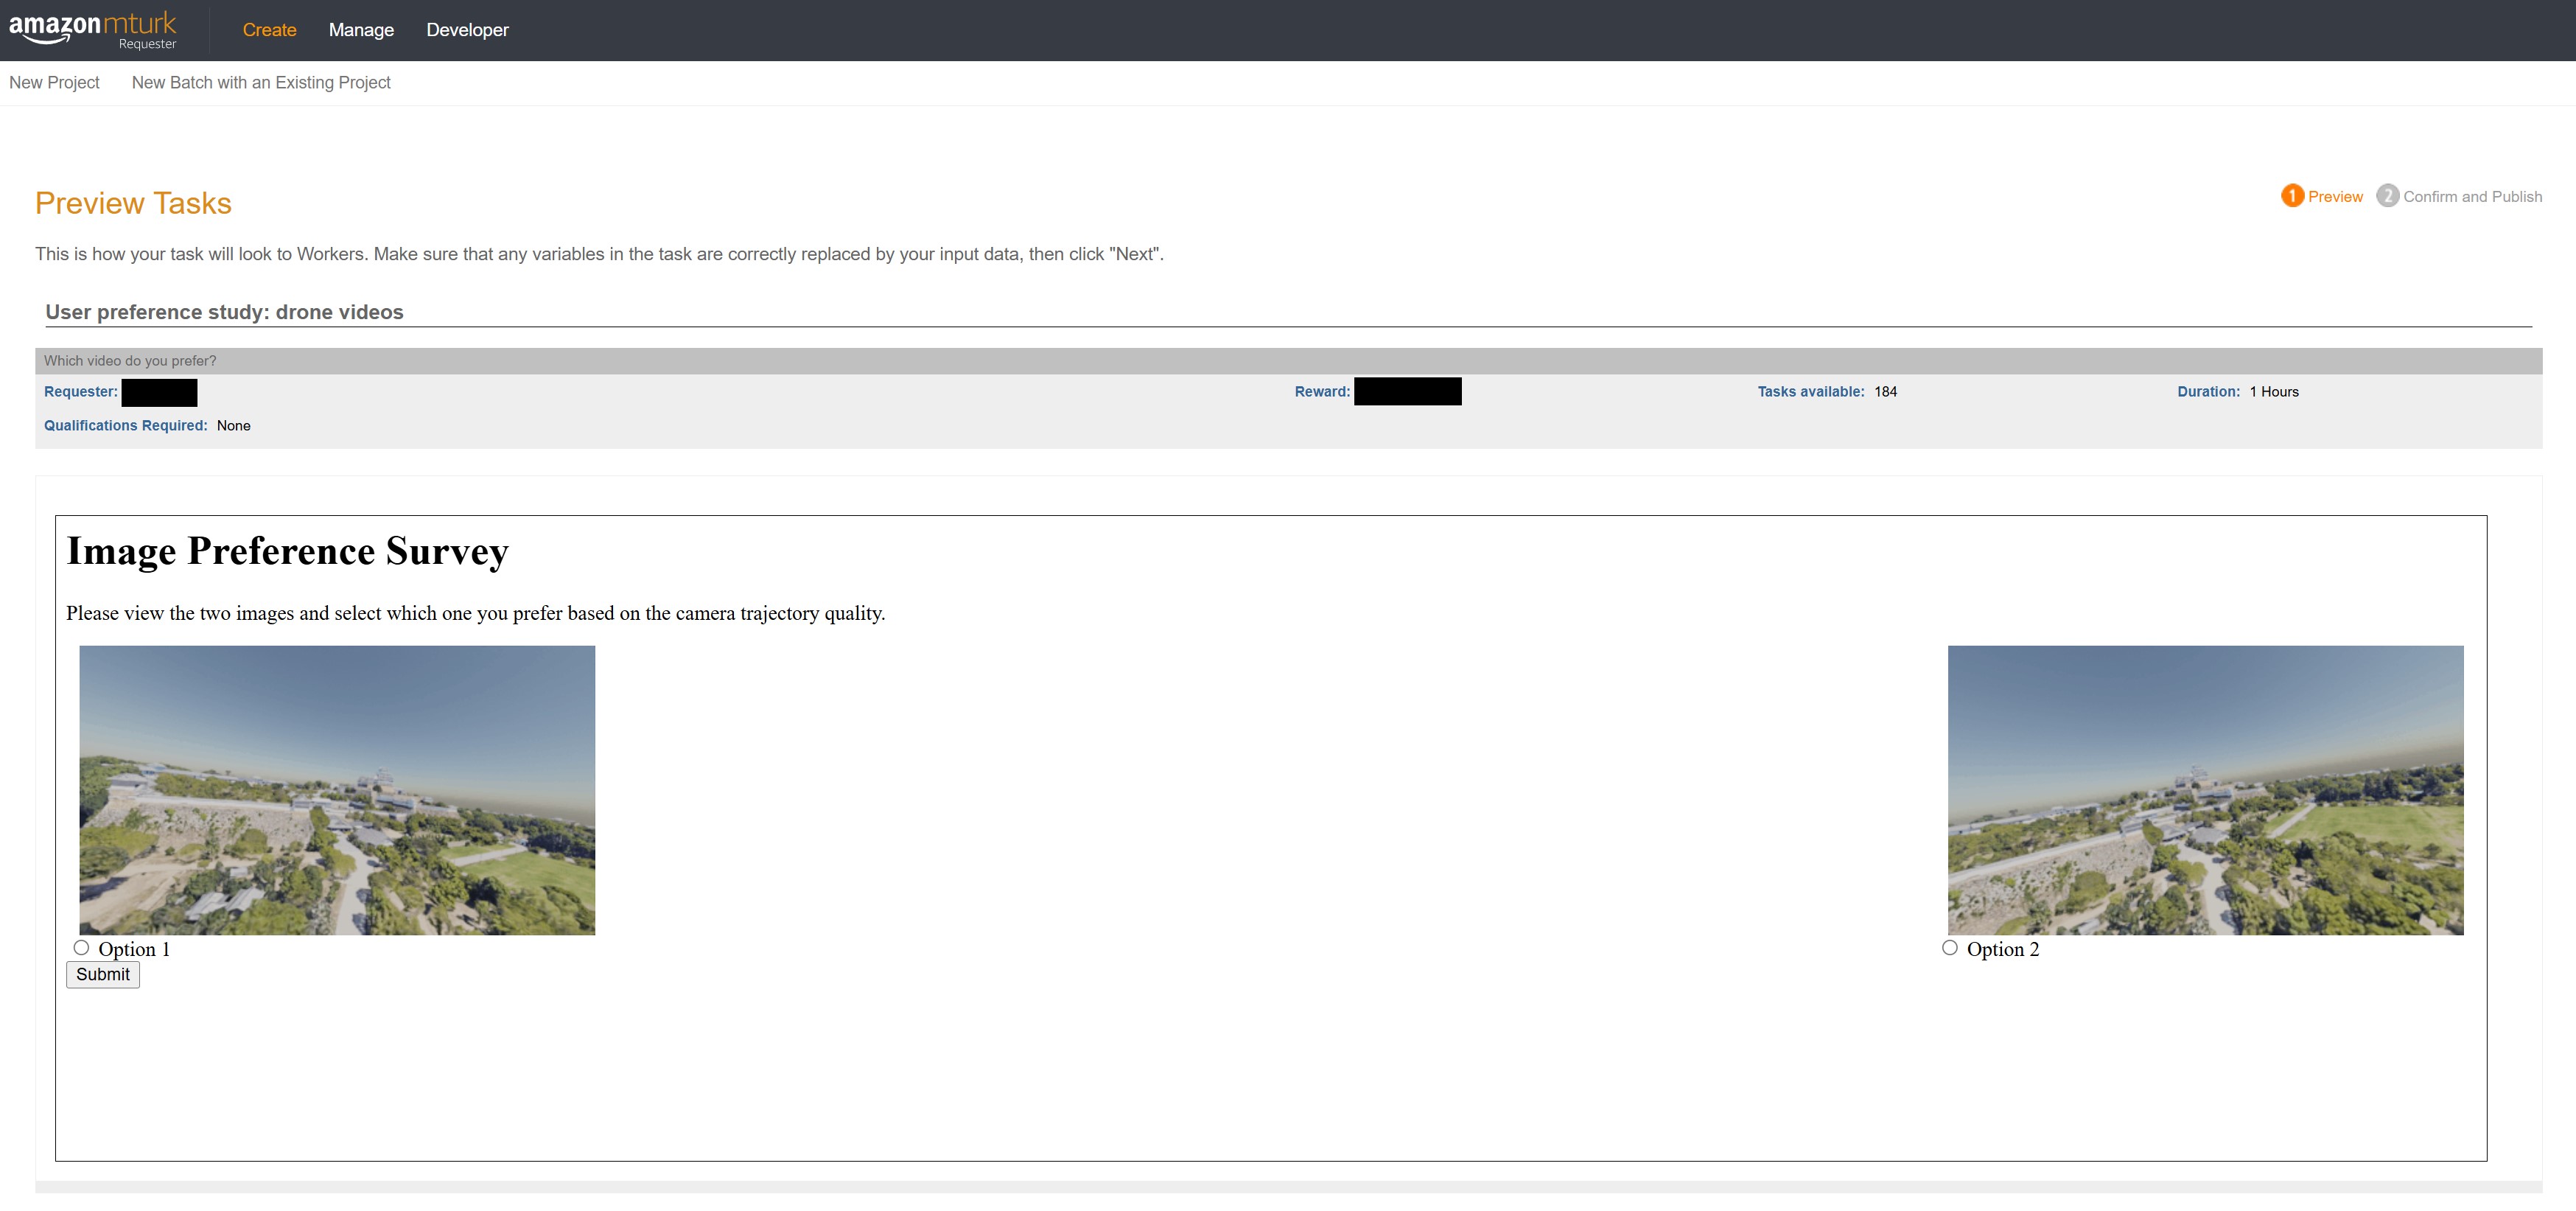 amazon mturk
Requester
Create Manage Developer
New Project New Batch with an Existing Project
Preview Tasks
1 Preview 2 Confirm and Publish
This is how your task will look to Workers. Make sure that any variables in the task are correctly replaced by your input data, then click "Next".
User preference study: drone videos
Which video do you prefer?
Requester: Reward: Tasks available: 184 Duration: 1 Hours
Qualifications Required: None
Image Preference Survey
Please view the two images and select which one you prefer based on the camera trajectory quality.
Option 1 Option 2
Submit